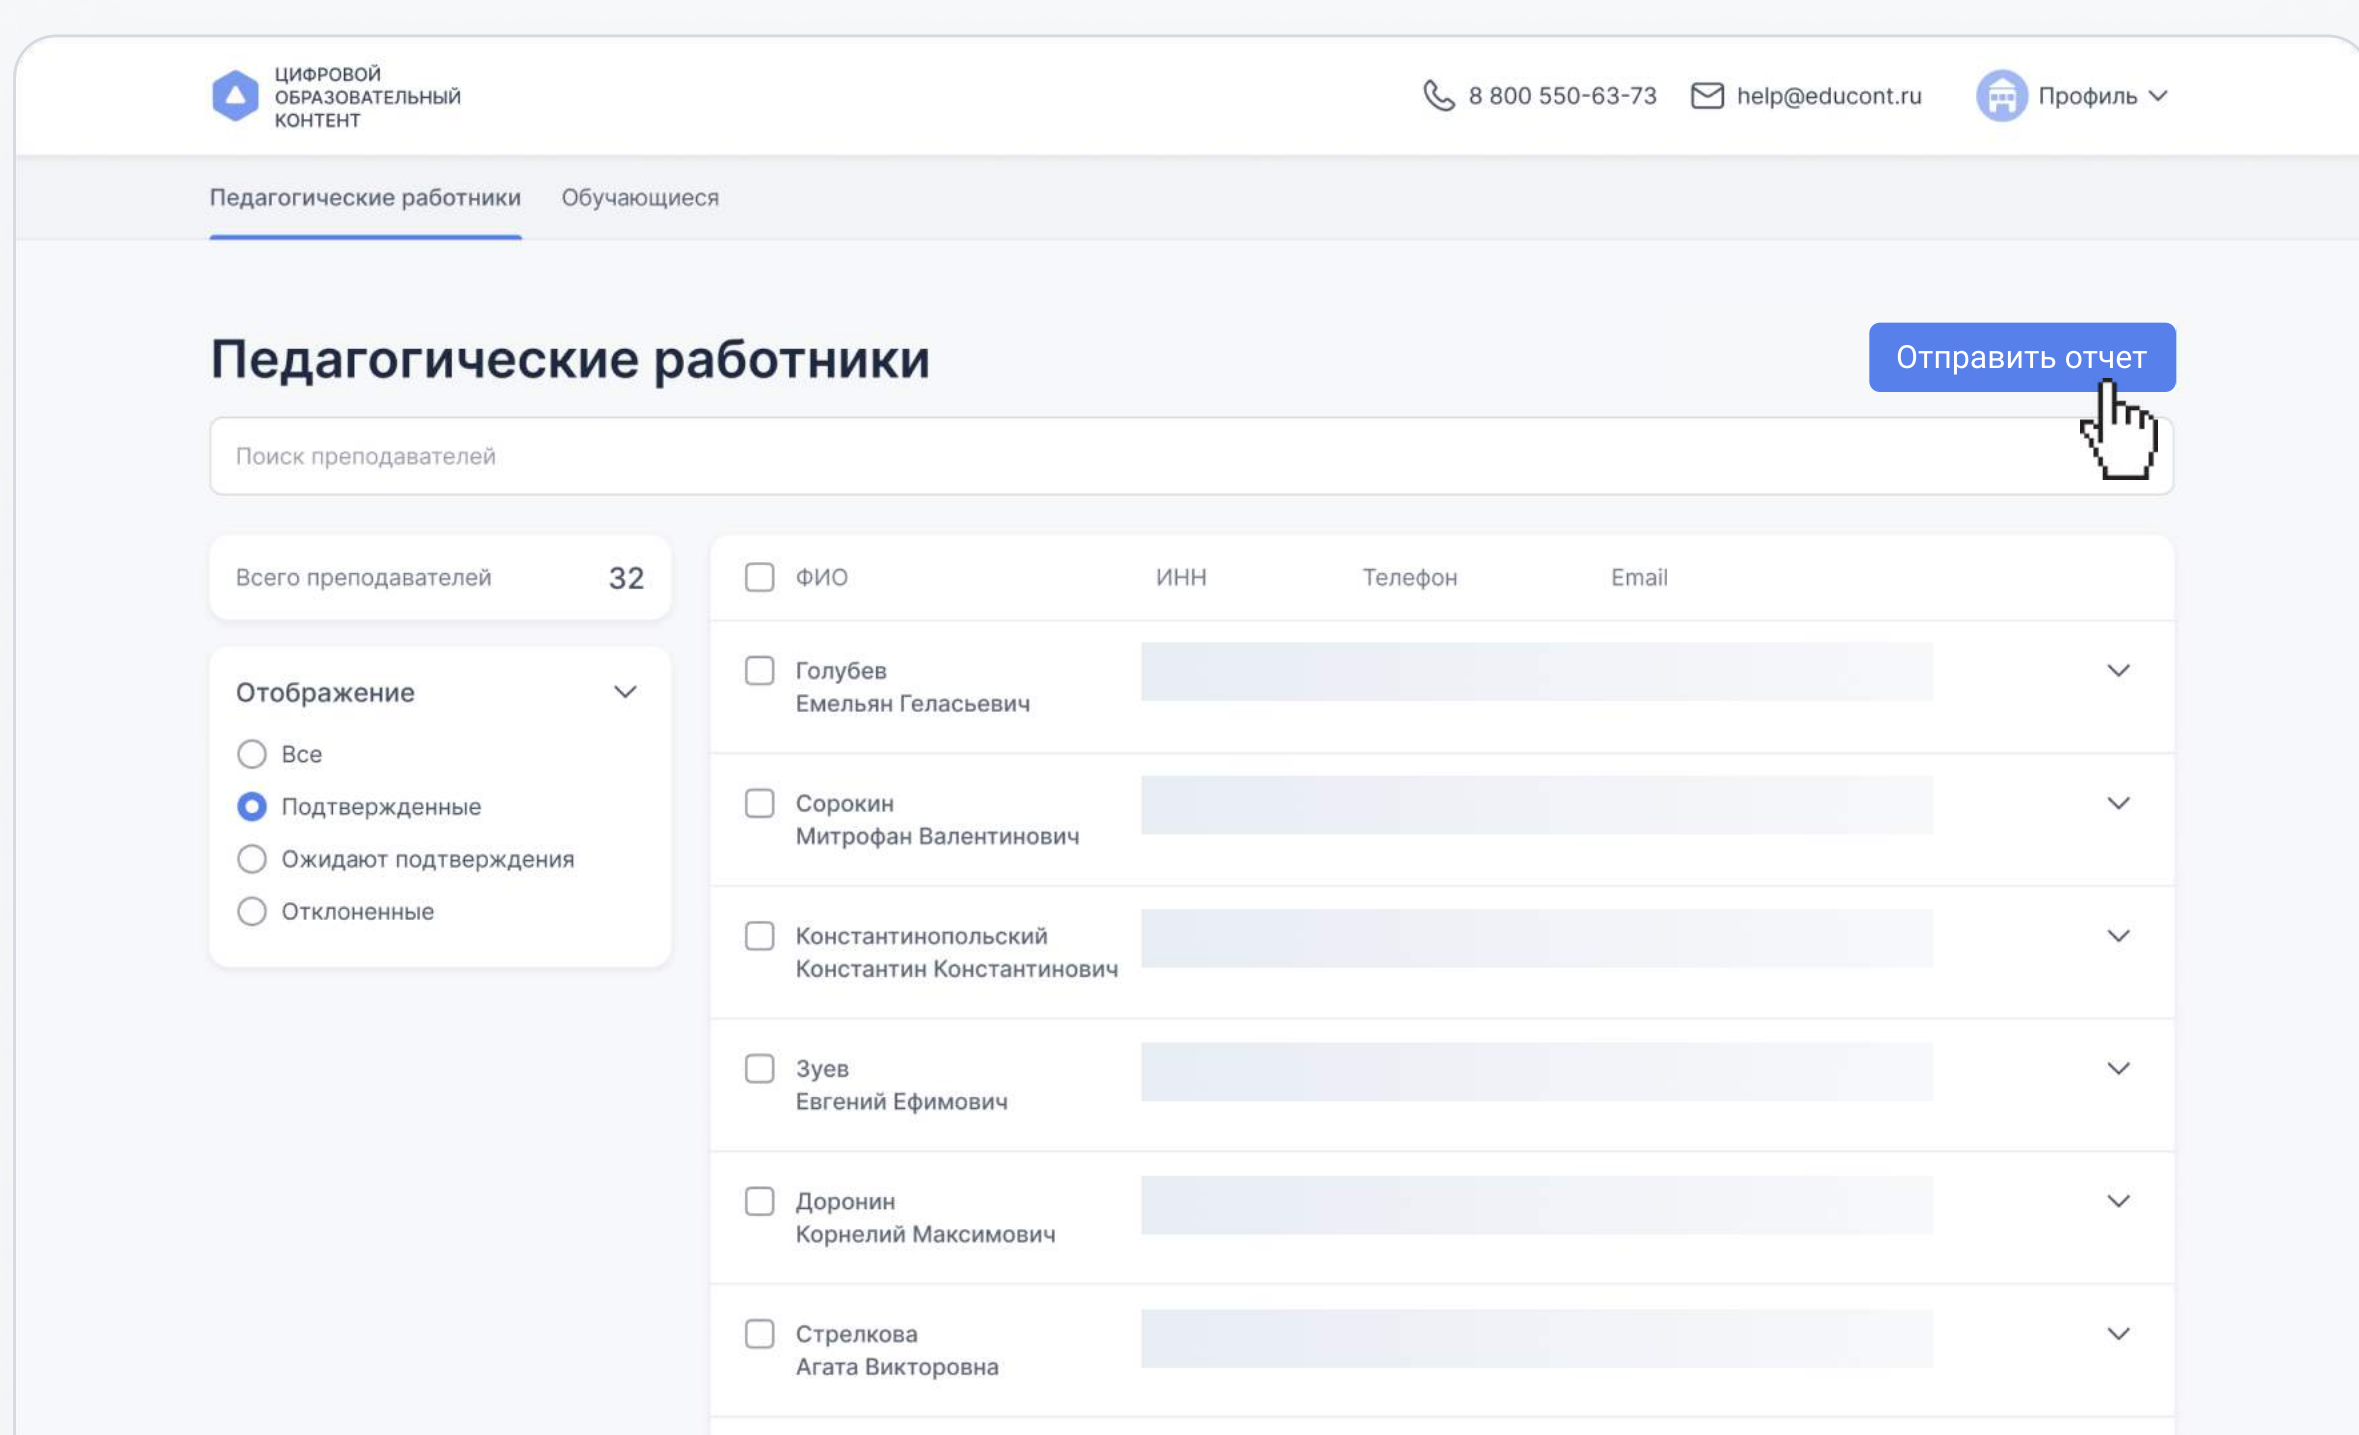 ЦИФРОВОЙ
ОБРАЗОВАТЕЛЬНЫЙ
КОНТЕНТ
8 800 550-63-73
help@educont.ru
Профиль
Педагогические работники
Обучающиеся
Педагогические работники
Отправить отчет
Поиск преподавателей
Всего преподавателей 32
Отображение
Все
Подтвержденные
Ожидают подтверждения
Отклоненные
ФИО ИНН Телефон Email
Голубев
Емельян Геласьевич
Сорокин
Митрофан Валентинович
Константинопольский
Константин Константинович
Зуев
Евгений Ефимович
Доронин
Корнелий Максимович
Стрелкова
Агата Викторовна